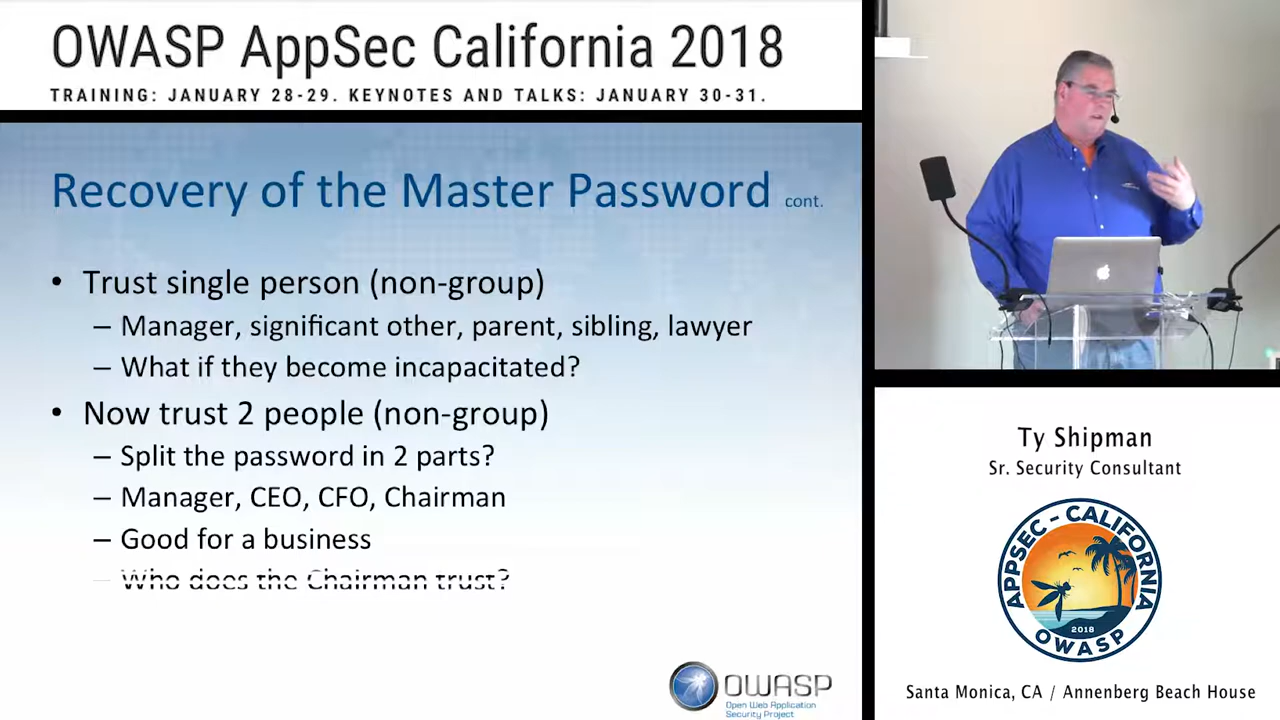 OWASP AppSec California 2018
TRAINING: JANUARY 28-29. KEYNOTES AND TALKS: JANUARY 30-31.
Recovery of the Master Password cont.
• Trust single person (non-group)
– Manager, significant other, parent, sibling, lawyer
– What if they become incapacitated?
• Now trust 2 people (non-group)
– Split the password in 2 parts?
– Manager, CEO, CFO, Chairman
– Good for a business
– Who does the Chairman trust?
OWASP
Open Web Application
Security Project
Ty Shipman
Sr. Security Consultant
APPSEC - CALIFORNIA
2018
OWASP
Santa Monica, CA / Annenberg Beach House